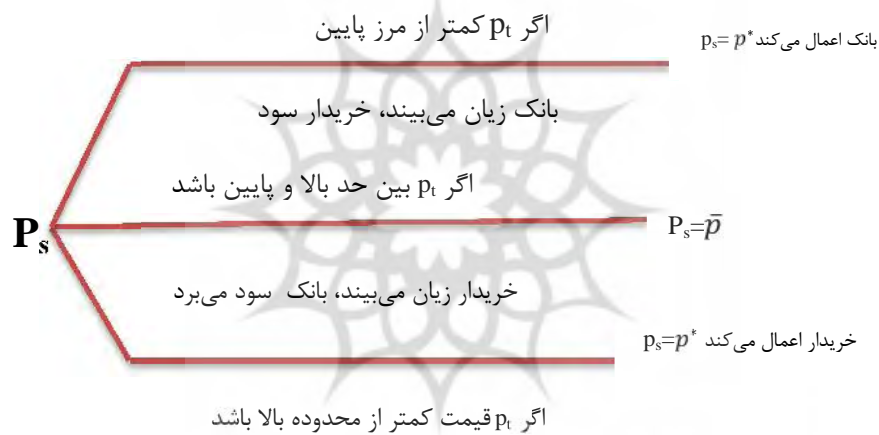 اگر pₜ کمتر از مرز پایین
بانک اعمال می‌کند pₛ= p*
بانک زیان می‌بیند، خریدار سود
اگر pₜ بین حد بالا و پایین باشد
Pₛ
Pₛ=p̄
خریدار زیان می‌بیند، بانک سود می‌برد
خریدار اعمال می‌کند pₛ=p*
اگر pₜ قیمت کمتر از محدوده بالا باشد